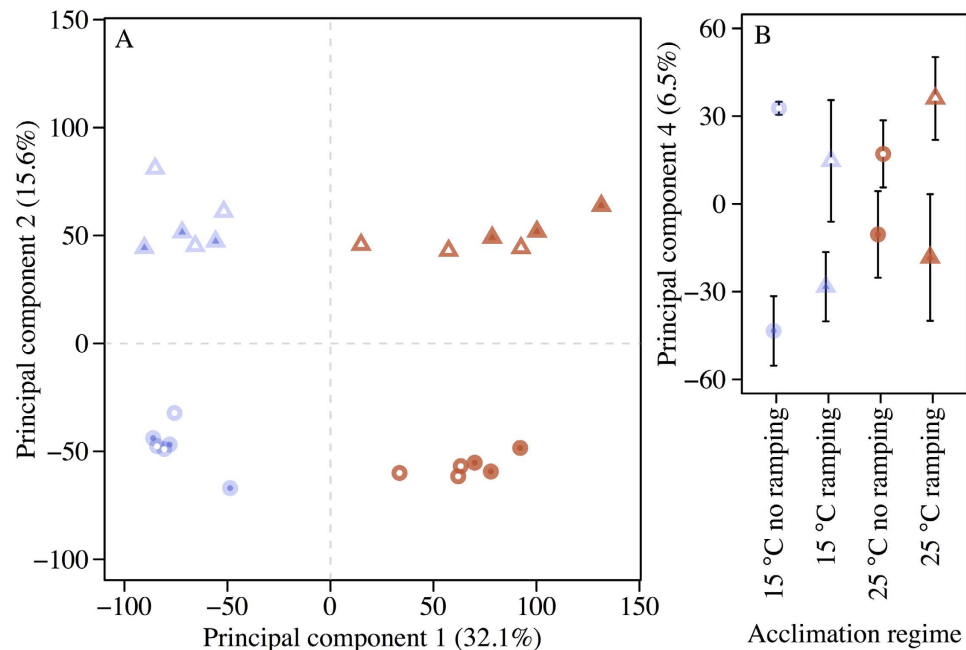 A
Principal component 2 (15.6%)
150
100
50
0
−50
−100
−100
−50
0
50
100
150
Principal component 1 (32.1%)
B
Principal component 4 (6.5%)
60
30
0
−30
−60
15 °C no ramping
15 °C ramping
25 °C no ramping
25 °C ramping
Acclimation regime